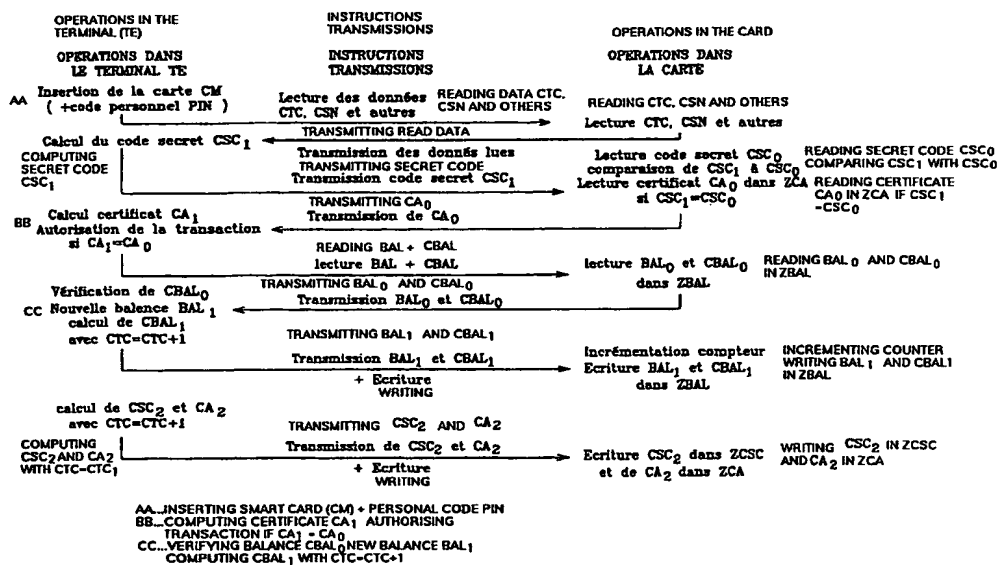 OPERATIONS IN THE
TERMINAL (TE)
INSTRUCTIONS
TRANSMISSIONS
OPERATIONS IN THE CARD
OPERATIONS DANS
LE TERMINAL TE
INSTRUCTIONS
TRANSMISSIONS
OPERATIONS DANS
LA CARTE
AA Insertion de la carte CM
( +code personnel PIN )
Lecture des données
CTC, CSN et autres
READING DATA CTC,
CSN AND OTHERS
READING CTC, CSN AND OTHERS
Lecture CTC, CSN et autres
TRANSMITTING READ DATA
Transmission des donnés lues
Calcul du code secret CSC1
COMPUTING
SECRET CODE
CSC1
TRANSMITTING SECRET CODE
Transmission code secret CSC1
Lecture code secret CSC0
comparaison de CSC1 à CSC0
Lecture certificat CA0 dans ZCA
si CSC1=CSC0
READING SECRET CODE CSC0
COMPARING CSC1 WITH CSC0
READING CERTIFICATE
CA0 IN ZCA IF CSC1
-CSC0
TRANSMITTING CA0
Transmission de CA0
BB Calcul certificat CA1
Autorisation de la transaction
si CA1=CA0
READING BAL + CBAL
lecture BAL + CBAL
lecture BAL0 et CBAL0
dans ZBAL
READING BAL0 AND CBAL0
IN ZBAL
TRANSMITTING BAL0 AND CBAL0
Transmission BAL0 et CBAL0
Vérification de CBAL0
CC Nouvelle balence BAL1
calcul de CBAL1
avec CTC=CTC+1
TRANSMITTING BAL1 AND CBAL1
Transmission BAL1 et CBAL1
+ Ecriture
WRITING
Incrémentation compteur
Ecriture BAL1 et CBAL1
dans ZBAL
INCREMENTING COUNTER
WRITING BAL1 AND CBAL1
IN ZBAL
calcul de CSC2 et CA2
avec CTC=CTC+1
COMPUTING
CSC2 AND CA2
WITH CTC-CTC1
TRANSMITTING CSC2 AND CA2
Transmission de CSC2 et CA2
+ Ecriture
WRITING
Ecriture CSC2 dans ZCSC
et de CA2 dans ZCA
WRITING CSC2 IN ZCSC
AND CA2 IN ZCA
AA...INSERTING SMART CARD (CM) + PERSONAL CODE PIN
BB...COMPUTING CERTIFICATE CA1 AUTHORISING
TRANSACTION IF CA1 - CA0
CC...VERIFYING BALANCE CBAL0 NEW BALANCE BAL1
COMPUTING CBAL1 WITH CTC=CTC+1